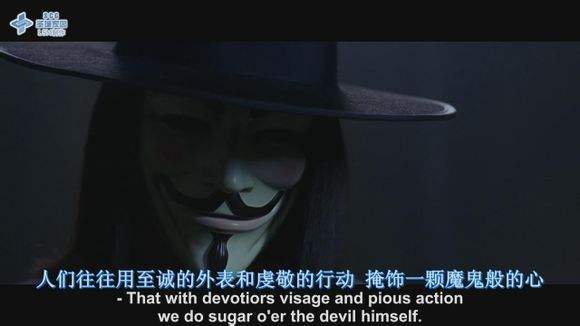 SCG
人们往往用至诚的外表和虔敬的行动 掩饰一颗魔鬼般的心
- That with devotiors visage and pious action
we do sugar o'er the devil himself.